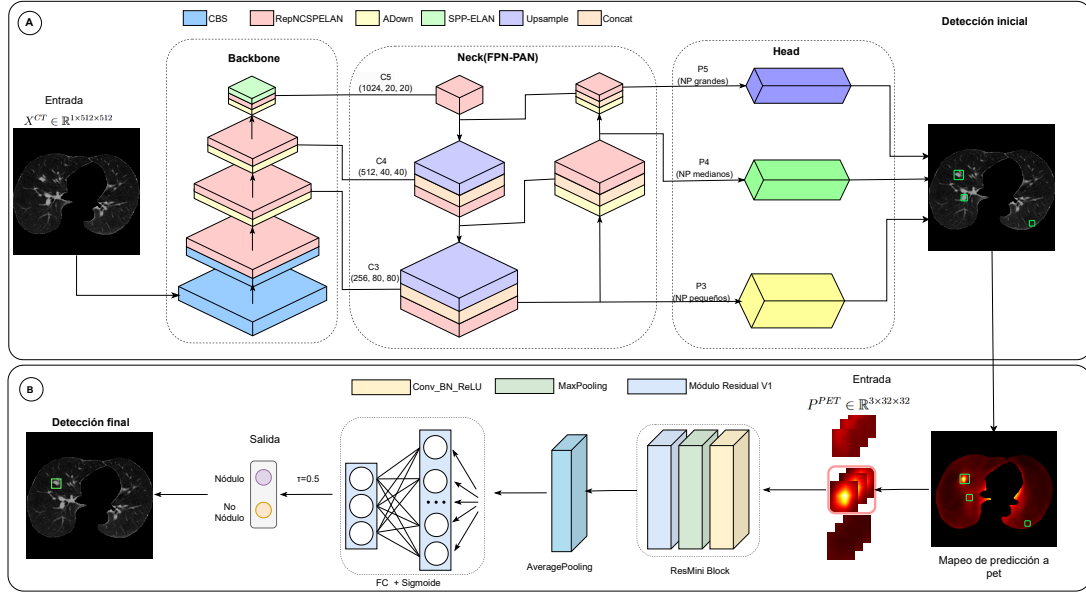 A
CBS
RepNCSPELAN
ADown
SPP-ELAN
Upsample
Concat
Detección inicial
Backbone
Neck(FPN-PAN)
Head
Entrada
X^{CT} ∈ ℝ^{1×512×512}
C5
(1024, 20, 20)
P5
(NP grandes)
C4
(512, 40, 40)
P4
(NP medianos)
C3
(256, 80, 80)
P3
(NP pequeños)
B
Conv_BN_ReLU
MaxPooling
Módulo Residual V1
Entrada
P^{PET} ∈ ℝ^{3×32×32}
Detección final
Salida
Nódulo
No
Nódulo
τ=0.5
FC + Sigmoide
AveragePooling
ResMini Block
Mapeo de predicción a
pet